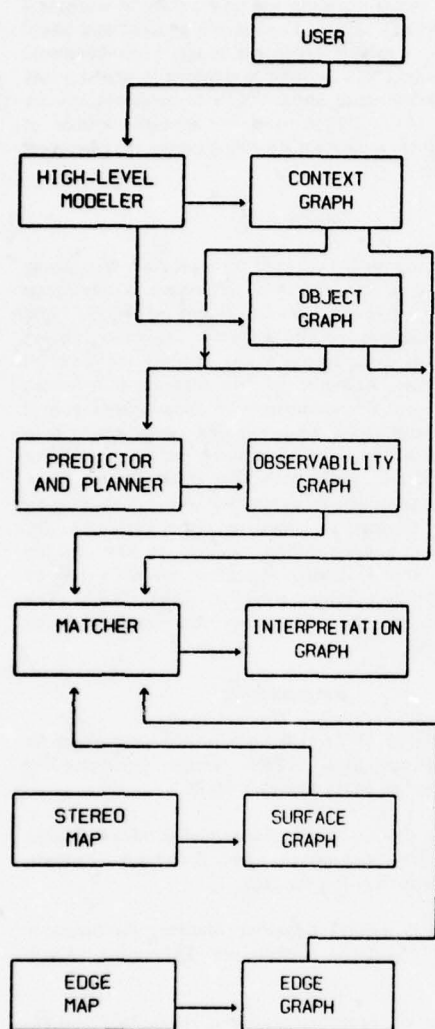 USER
HIGH-LEVEL
MODELER
CONTEXT
GRAPH
OBJECT
GRAPH
PREDICTOR
AND PLANNER
OBSERVABILITY
GRAPH
MATCHER
INTERPRETATION
GRAPH
STEREO
MAP
SURFACE
GRAPH
EDGE
MAP
EDGE
GRAPH